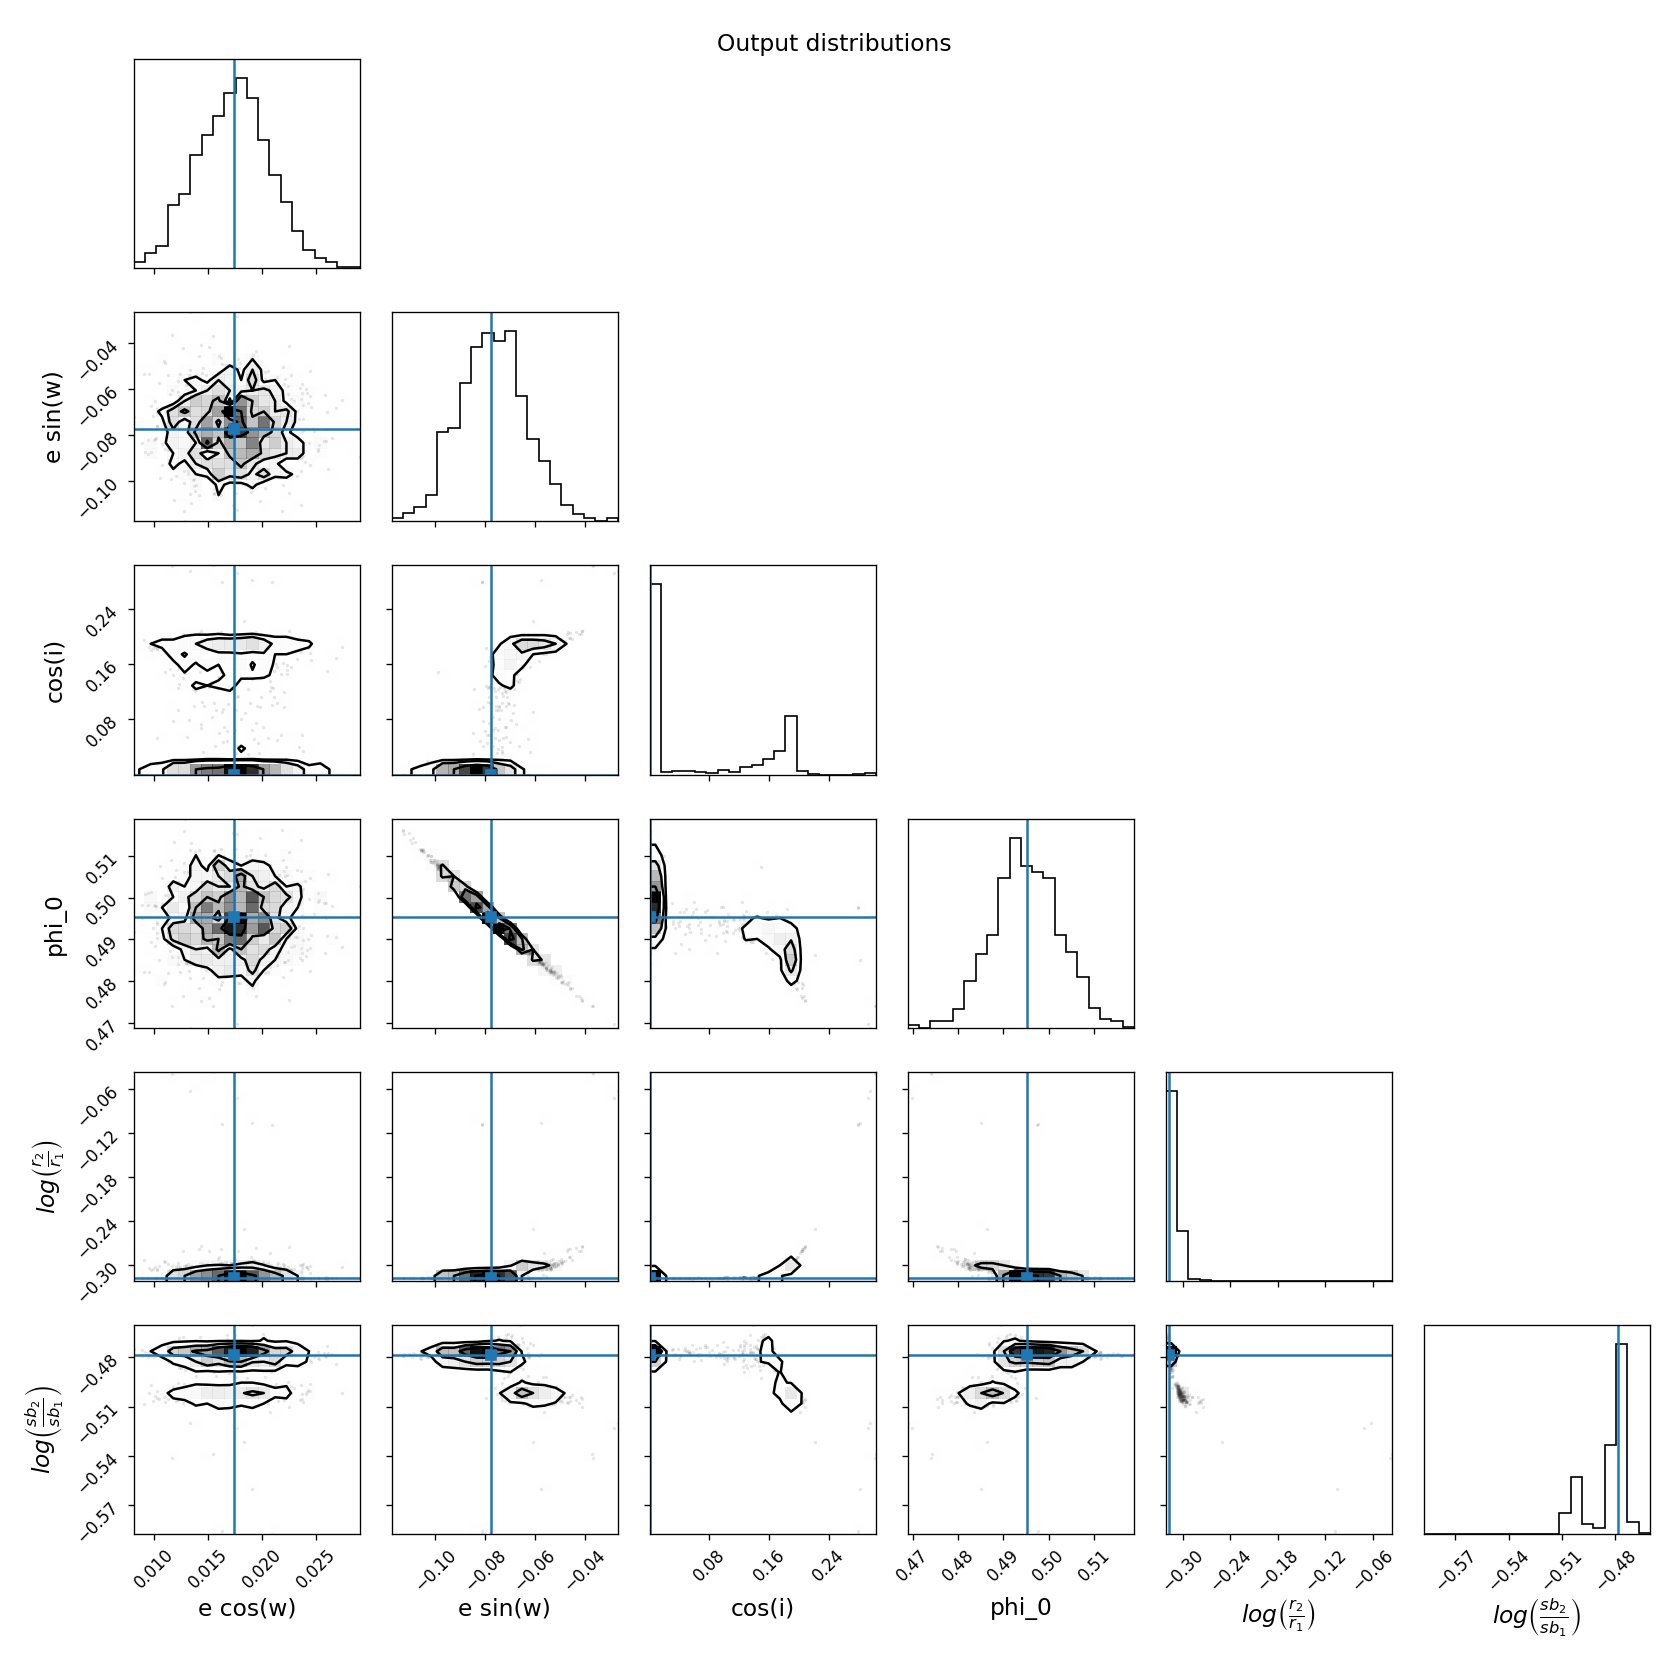 Output distributions
e sin(w)
−0.04
−0.06
−0.08
−0.10
cos(i)
0.24
0.16
0.08
phi_0
0.51
0.50
0.49
0.48
0.47
log(r₂/r₁)
−0.06
−0.12
−0.18
−0.24
−0.30
log(sb₂/sb₁)
−0.48
−0.51
−0.54
−0.57
0.010 0.015 0.020 0.025 −0.10 −0.08 −0.06 −0.04 0.08 0.16 0.24 0.47 0.48 0.49 0.50 0.51 −0.30 −0.24 −0.18 −0.12 −0.06 −0.57 −0.54 −0.51 −0.48
e cos(w) e sin(w) cos(i) phi_0 log(r₂/r₁) log(sb₂/sb₁)